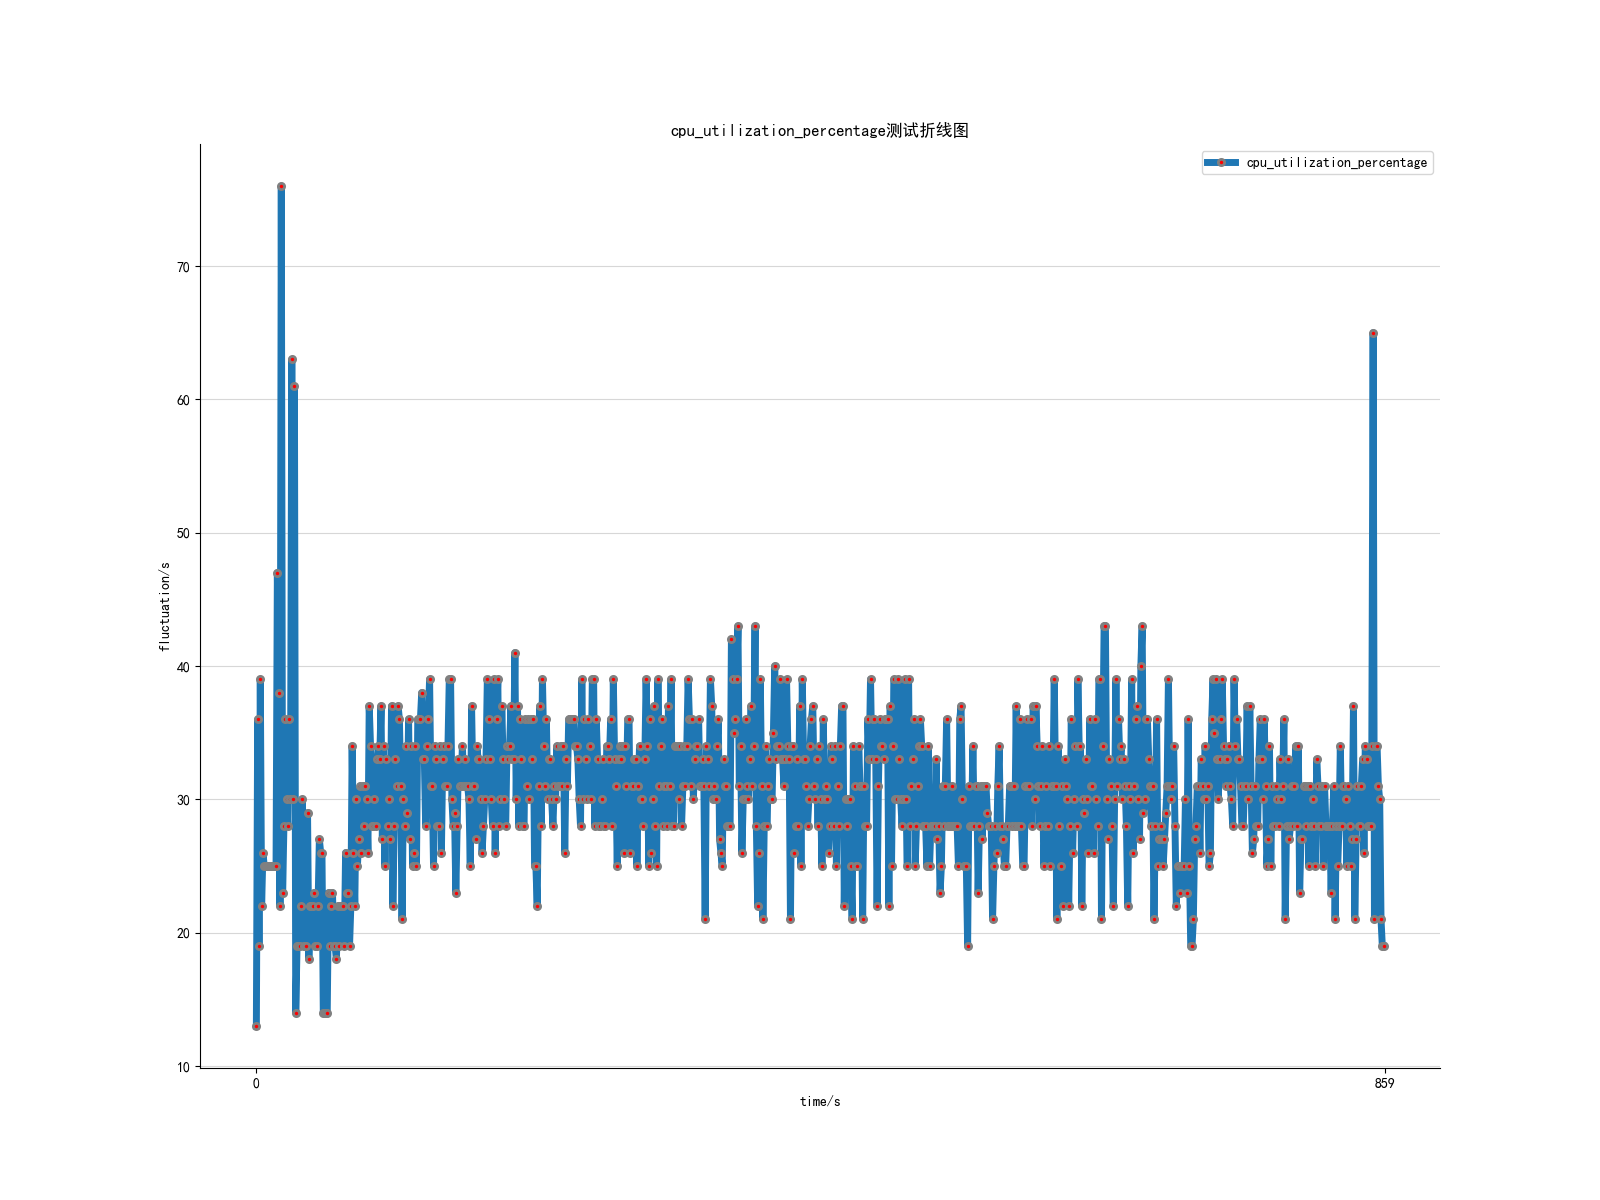 cpu_utilization_percentage测试折线图
cpu_utilization_percentage
70
60
50
40
30
20
10
fluctuation/s
0
859
time/s